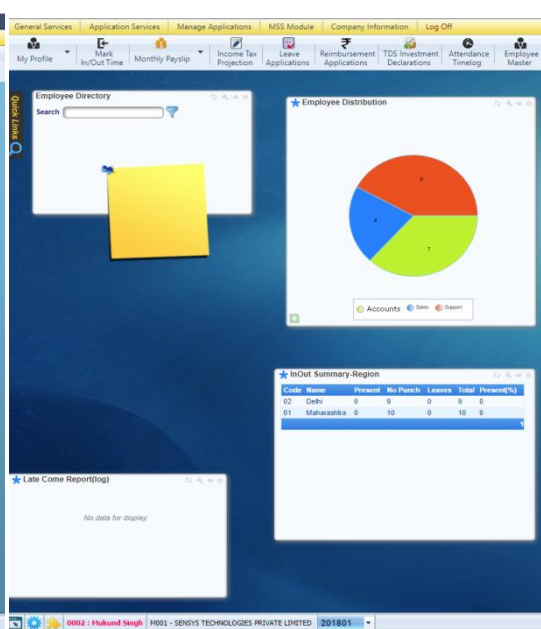 General Services Application Services Manage Applications MSS Module Company Information Log Off
My Profile Mark In/Out Time Monthly Payslip Income Tax Projection Leave Applications Reimbursement Applications TDS Investment Declarations Attendance Timelog Employee Master
Quick Links
Employee Directory
Search
Employee Distribution
4
7
Accounts Sales Support
InOut Summary-Region
Code Name Present No Punch Leaves Total Present(%)
02 Delhi 0 9 0 9 0
01 Maharashtra 0 10 0 10 0
1
Late Come Report(log)
No data for display
0002 : Mukund Singh M001 - SENSYS TECHNOLOGIES PRIVATE LIMITED 201801